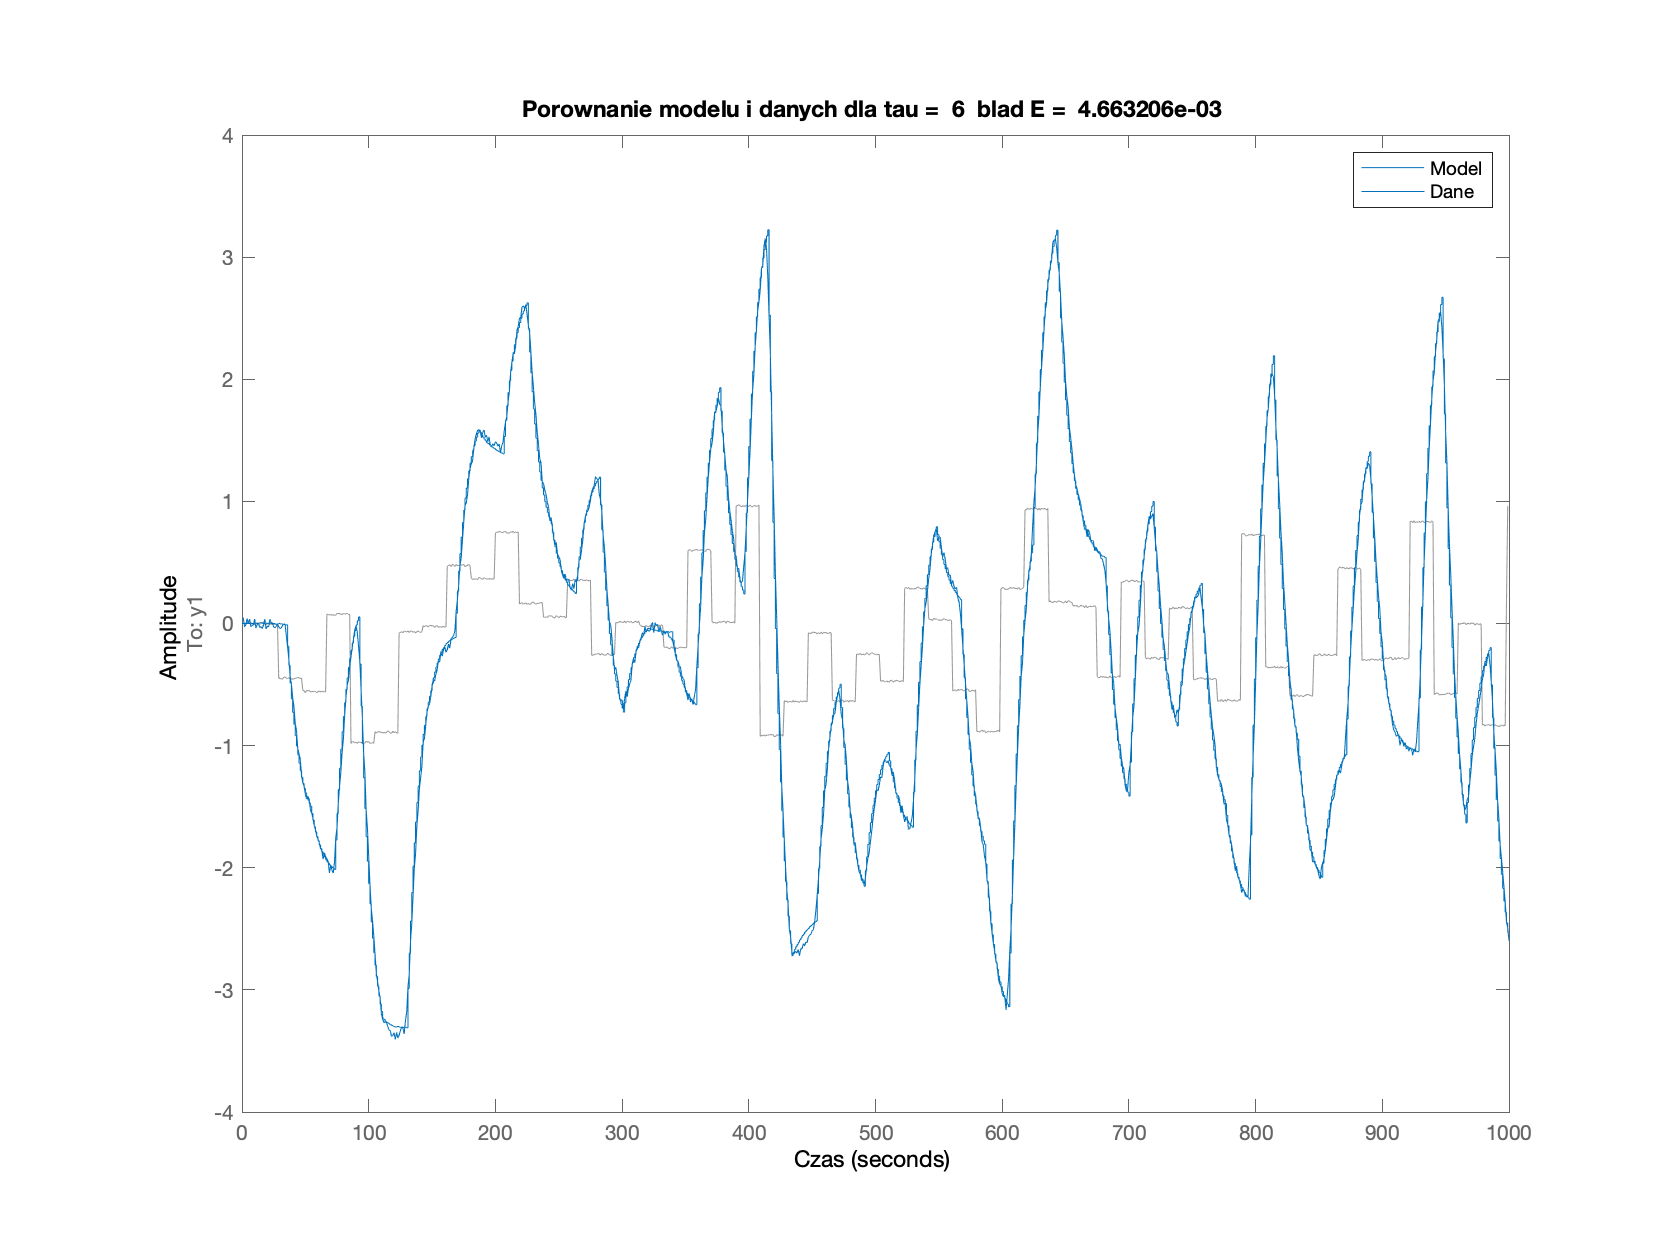 Porownanie modelu i danych dla tau =  6  blad E =  4.663206e-03
Model
Dane
4
3
2
1
0
-1
-2
-3
-4
Amplitude
To: y1
0 100 200 300 400 500 600 700 800 900 1000
Czas (seconds)